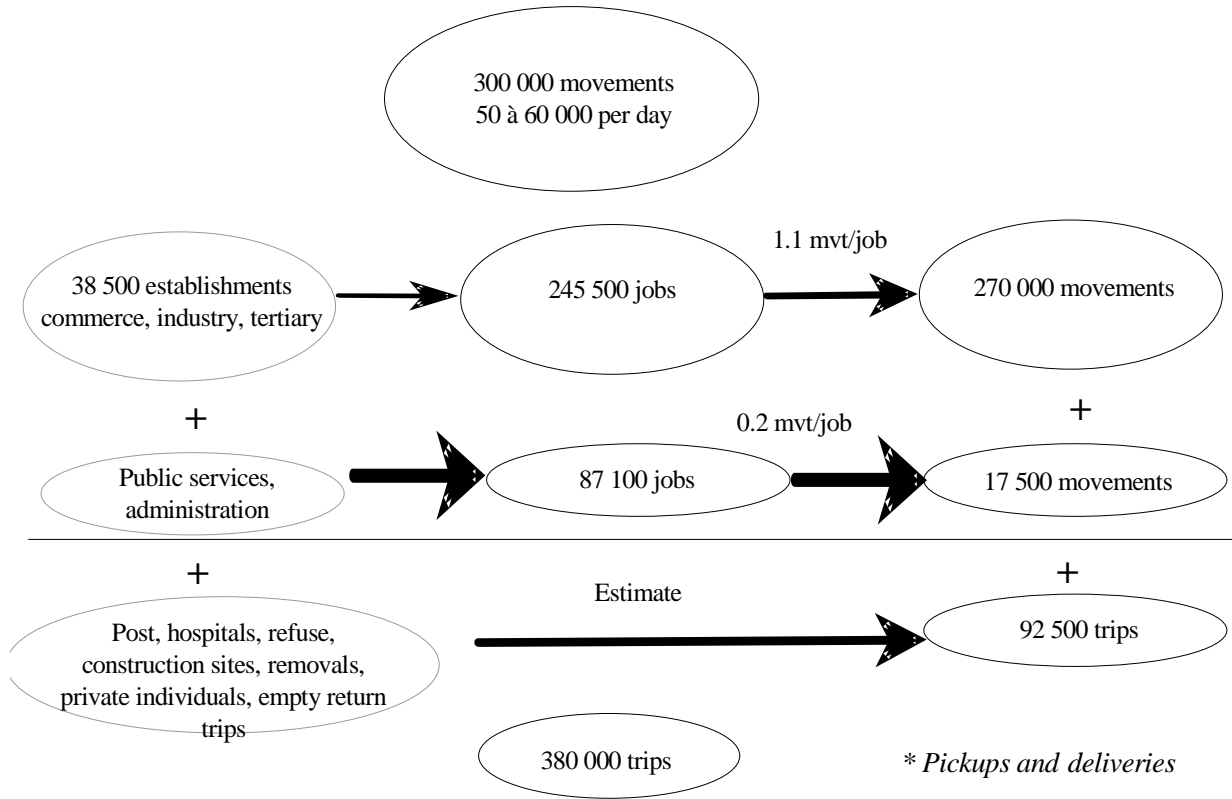 300 000 movements
50 à 60 000 per day
1.1 mvt/job
38 500 establishments
commerce, industry, tertiary
245 500 jobs
270 000 movements
+
+
0.2 mvt/job
Public services,
administration
87 100 jobs
17 500 movements
+
+
Estimate
Post, hospitals, refuse,
construction sites, removals,
private individuals, empty return
trips
92 500 trips
380 000 trips
* Pickups and deliveries